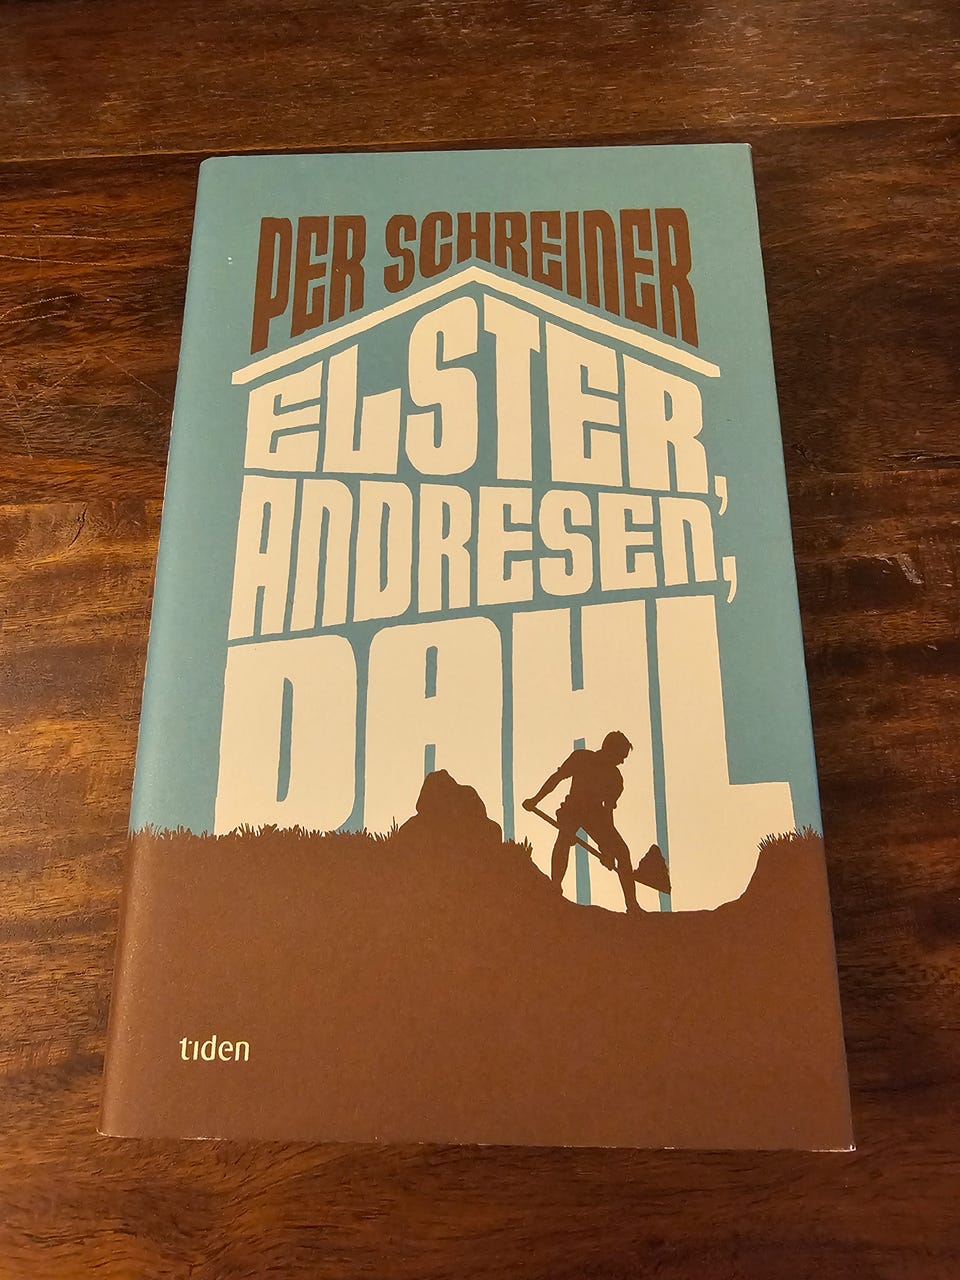 PER SCHREINER
ELSTER,
ANDRESEN,
DAHL
tiden